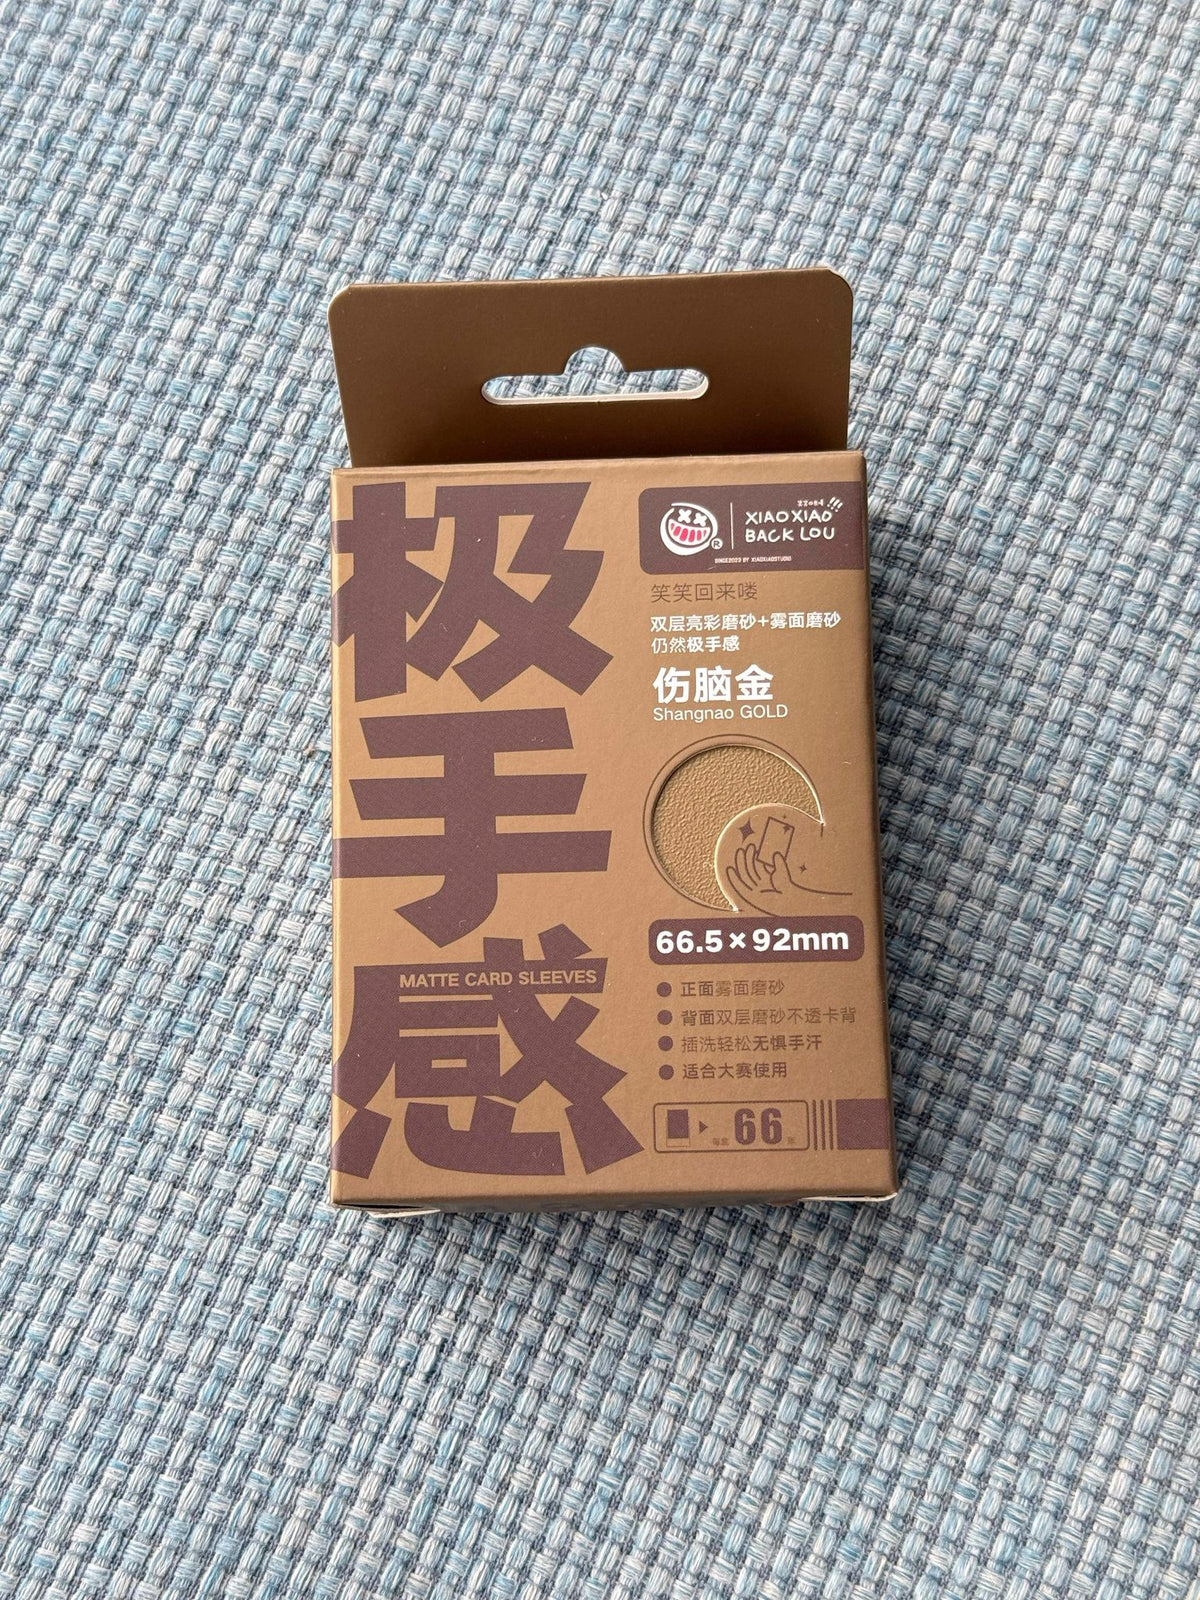 极手感
MATTE CARD SLEEVES
XIAOXIAO
BACK LOU
SINCE2023 BY XIAOXIAOSTUDIO
笑笑回来喽
双层亮彩磨砂+雾面磨砂
仍然极手感
伤脑金
Shangnao GOLD
66.5×92mm
正面雾面磨砂
背面双层磨砂不透卡背
插洗轻松无惧手汗
适合大赛使用
66